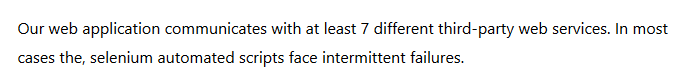 Our web application communicates with at least 7 different third-party web services. In most
cases the, selenium automated scripts face intermittent failures.